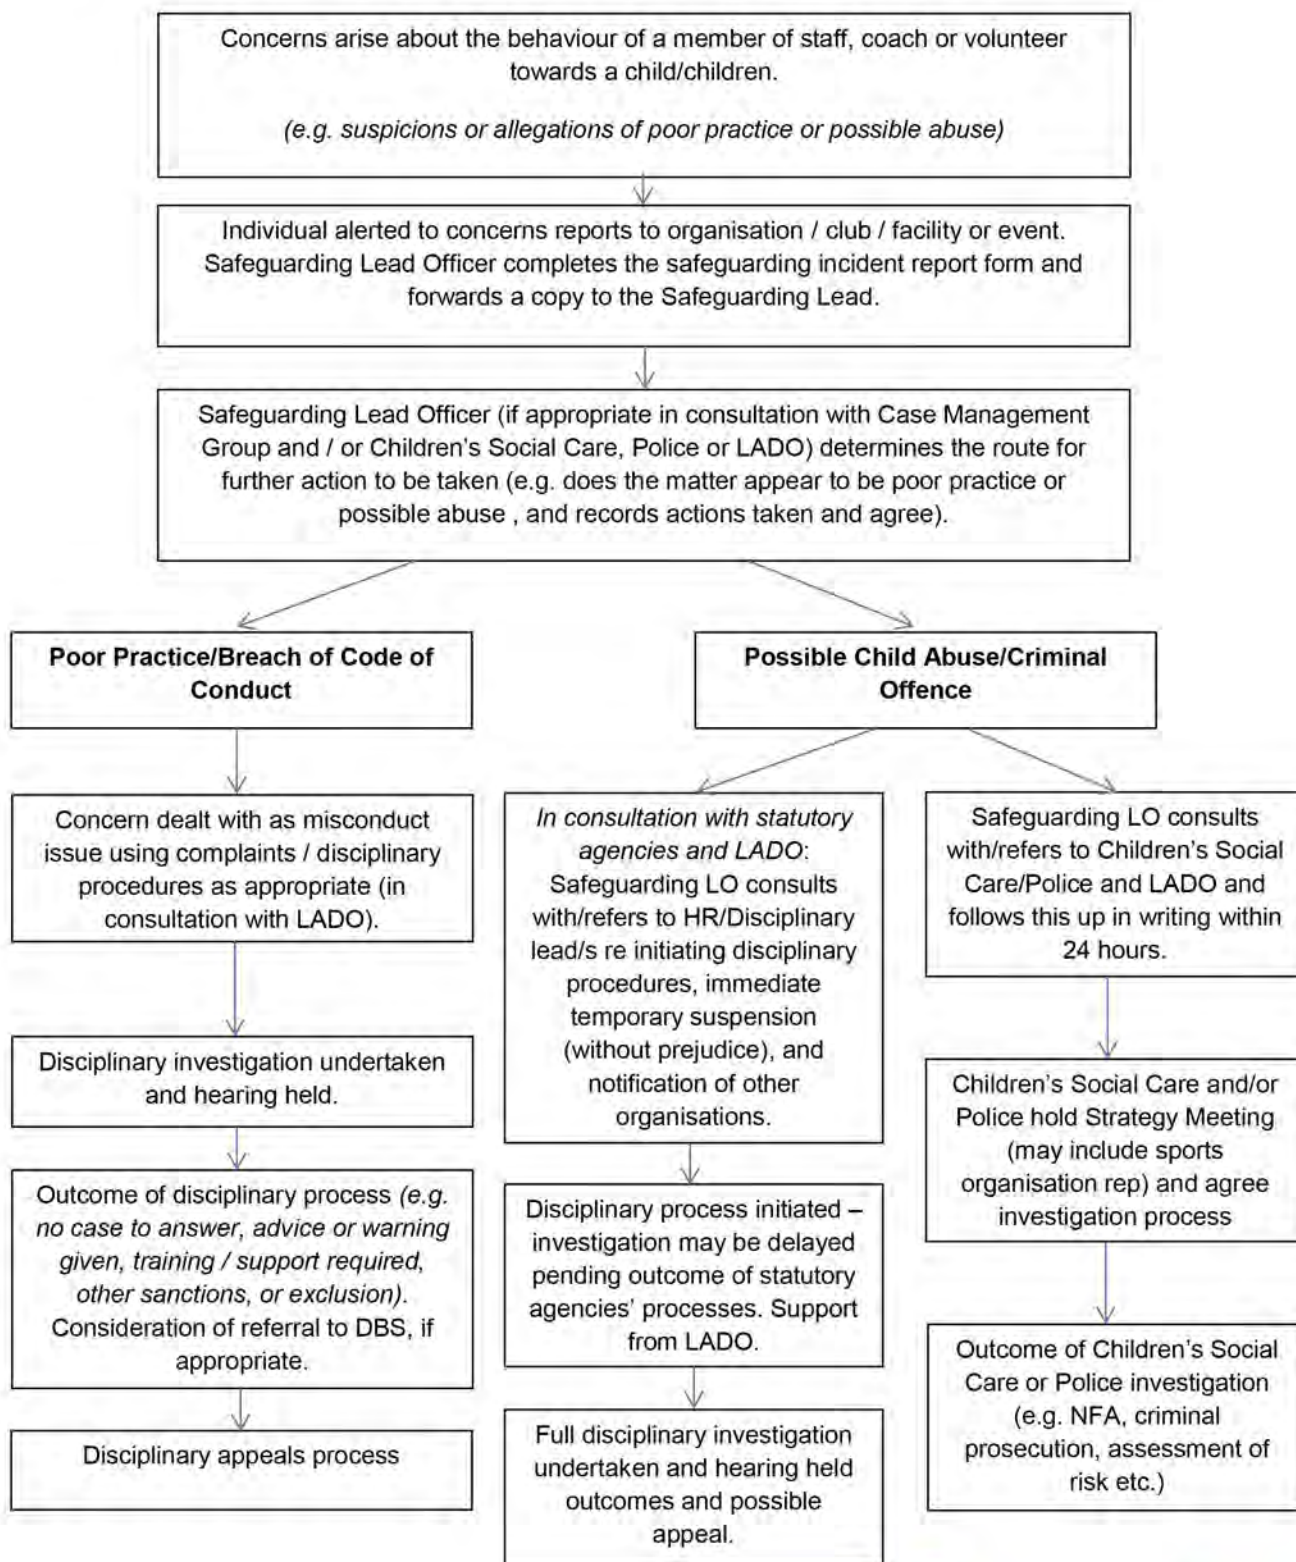 Concerns arise about the behaviour of a member of staff, coach or volunteer
towards a child/children.
(e.g. suspicions or allegations of poor practice or possible abuse)
Individual alerted to concerns reports to organisation / club / facility or event.
Safeguarding Lead Officer completes the safeguarding incident report form and
forwards a copy to the Safeguarding Lead.
Safeguarding Lead Officer (if appropriate in consultation with Case Management
Group and / or Children’s Social Care, Police or LADO) determines the route for
further action to be taken (e.g. does the matter appear to be poor practice or
possible abuse , and records actions taken and agree).
Poor Practice/Breach of Code of
Conduct
Concern dealt with as misconduct
issue using complaints / disciplinary
procedures as appropriate (in
consultation with LADO).
Disciplinary investigation undertaken
and hearing held.
Outcome of disciplinary process (e.g.
no case to answer, advice or warning
given, training / support required,
other sanctions, or exclusion).
Consideration of referral to DBS, if
appropriate.
Disciplinary appeals process
Possible Child Abuse/Criminal
Offence
In consultation with statutory
agencies and LADO:
Safeguarding LO consults
with/refers to HR/Disciplinary
lead/s re initiating disciplinary
procedures, immediate
temporary suspension
(without prejudice), and
notification of other
organisations.
Disciplinary process initiated –
investigation may be delayed
pending outcome of statutory
agencies’ processes. Support
from LADO.
Full disciplinary investigation
undertaken and hearing held
outcomes and possible
appeal.
Safeguarding LO consults
with/refers to Children’s Social
Care/Police and LADO and
follows this up in writing within
24 hours.
Children’s Social Care and/or
Police hold Strategy Meeting
(may include sports
organisation rep) and agree
investigation process
Outcome of Children’s Social
Care or Police investigation
(e.g. NFA, criminal
prosecution, assessment of
risk etc.)